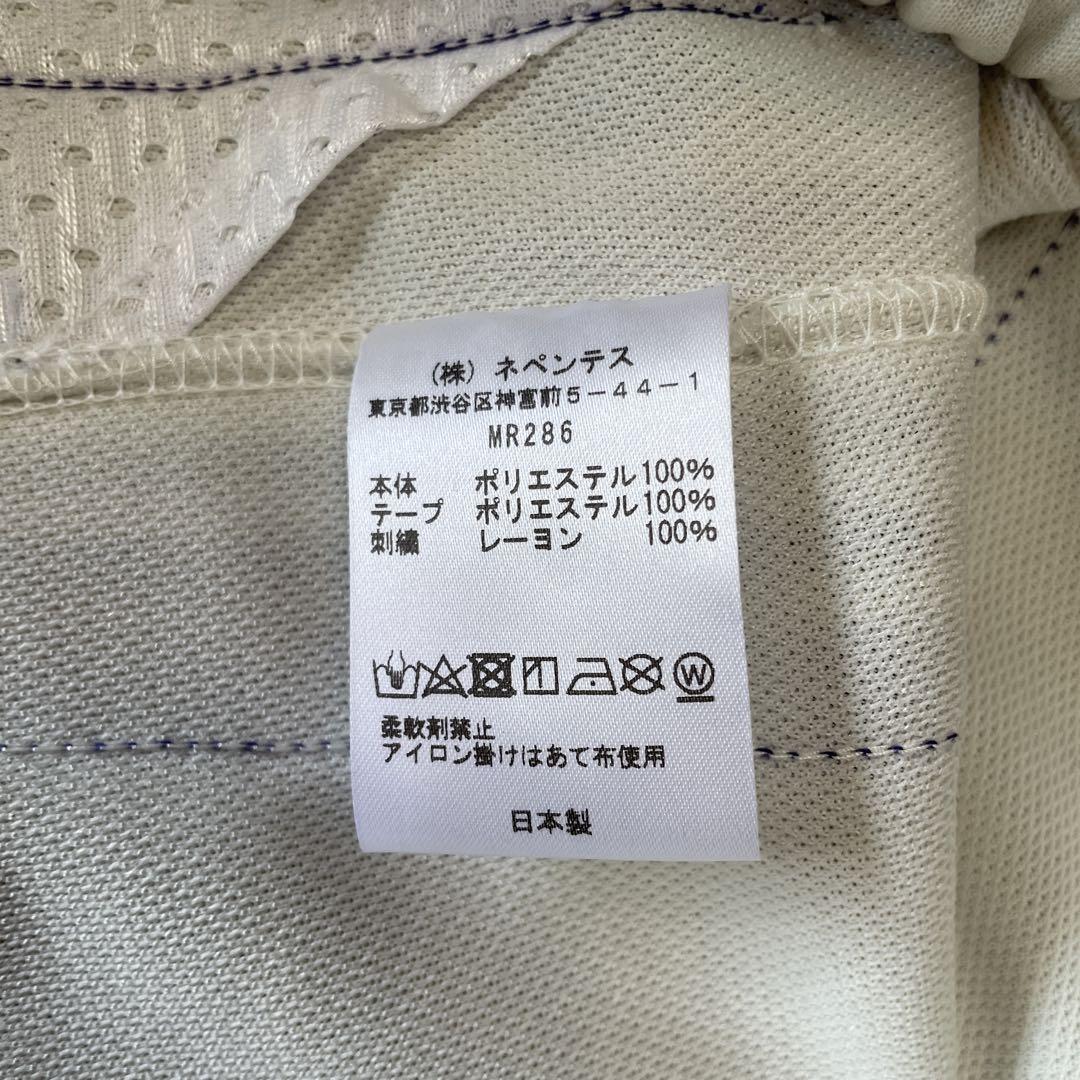 (株) ネペンテス
東京都渋谷区神宮前5-44-1
MR286
本体 ポリエステル100%
テープ ポリエステル100%
刺繍 レーヨン 100%
W
柔軟剤禁止
アイロン掛けはあて布使用
日本製